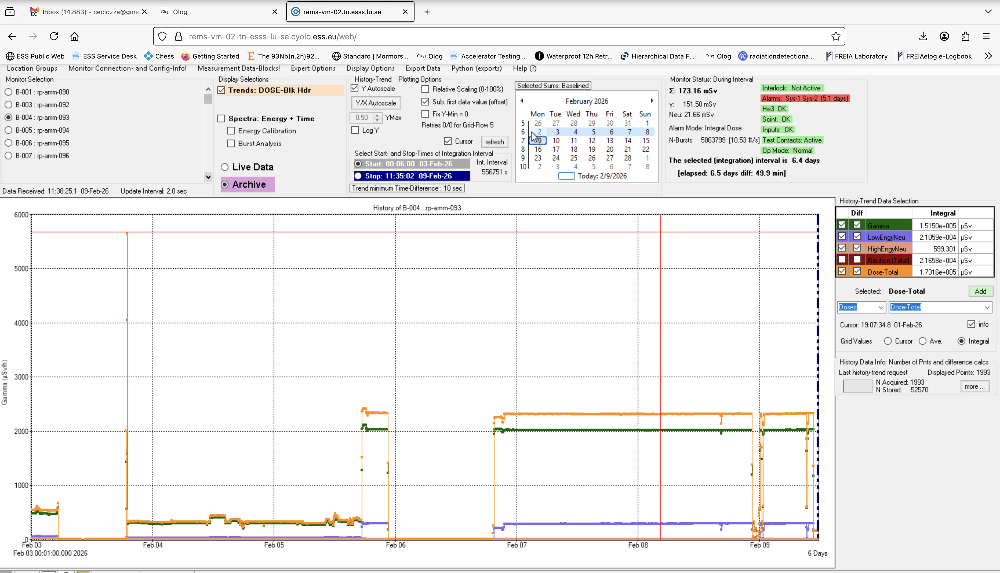 Inbox (14,883) - ceciozza@gma
Olog Olog
rems-vm-02.tn.esss.lu.se
rems-vm-02-tn-esss-lu-se.cyolo.ess.eu/web/
ESS Public Web ESS Service Desk Chess Getting Started The 93Nb(n,2n)92... Standard | Mormors... Olog Olog Accelerator Testing ... Waterproof 12h Retr... Hierarchical Data F... Olog Olog radiationdetectiona... FREIA Laboratory FREIAelog e-Logbook
Location Groups Monitor Connection- and Config-Info! Measurement Data-Blocks! Expert Options Display Options Export Data Python (exports) Help (?)
Monitor Selection
B-001 : rp-amm-090
B-003 : rp-amm-092
B-004 : rp-amm-093
B-005 : rp-amm-094
B-006 : rp-amm-095
B-007 : rp-amm-096
Data Received: 11:38:25.1 09-Feb-26 Update Interval: 2.0 sec
Display Selections
Trends: DOSE-Blk Hdr
Spectra: Energy + Time
Energy Calibration
Burst Analysis
Live Data
Archive
History-Trend Plotting Options
Y Autoscale
Relative Scaling (0-100%)
Y/X Autoscale
Sub. first data value (offset)
0.50 YMax
Fix Y-Min = 0
Log Y
Retries 0/0 for Grid-Row 5
Cursor refresh
Select Start- and Stop-Times of Integration Interval
Start: 00:06:00 03-Feb-26
Stop: 11:35:02 09-Feb-26
Int. Interval
556751 s
Trend minimum Time-Difference : 10 sec
Selected Sums: Baselined
February 2026
Mon Tue Wed Thu Fri Sat Sun
5 26 27 28 29 30 31 1
6 2 3 4 5 6 7 8
7 9 10 11 12 13 14 15
8 16 17 18 19 20 21 22
9 23 24 25 26 27 28 1
10 2 3 4 5 6 7 8
Today: 2/9/2026
Monitor Status: During Interval
Σ: 173.16 mSv
γ: 151.50 mSv
Neu: 21.66 mSv
Alarm Mode: Integral Dose
N-Bursts 5863799 [10.53 #/s]
Interlock: Not Active
Alarms: Sys-1 Sys-2 (5.1 days)
He3 OK
Scint. OK
Inputs: OK
Test Contacts: Active
Op Mode: Normal
The selected (integration) interval is 6.4 days
[elapsed: 6.5 days diff: 49.9 min]
History of B-004: rp-amm-093
Gamma (µSv/h)
6000
5000
4000
3000
2000
1000
0
Feb 03 Feb 04 Feb 05 Feb 06 Feb 07 Feb 08 Feb 09
Feb 03 00:01:00.000 2026 6 Days
History-Trend Data Selection
Diff Integral
Gamma 1.5150e+005 µSv
LowEngyNeu 2.1059e+004 µSv
HighEngyNeu 599.301 µSv
Neutron (Total) 2.1658e+004 µSv
Dose-Total 1.7316e+005 µSv
Selected: Dose-Total Add
Doses Dose-Total
Cursor: 19:07:34.8 01-Feb-26 info
Grid Values Cursor Ave. Integral
History Data Info: Number of Pnts and difference calcs
Last history-trend request Displayed Points: 1993
N Acquired: 1993
N Stored: 52570
more ...